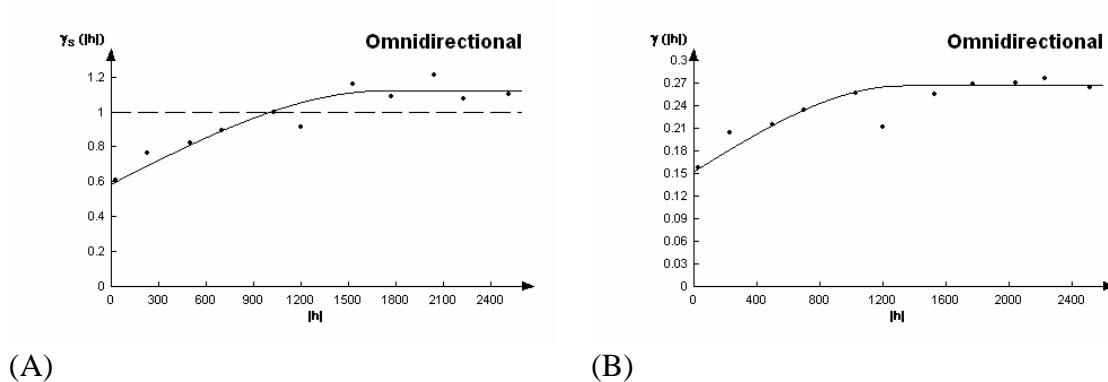 γs (|h|)
Omnidirectional
1.2
1
0.8
0.6
0.4
0.2
0
0 300 600 900 1200 1500 1800 2100 2400
|h|
(A)
γ (|h|)
Omnidirectional
0.3
0.27
0.24
0.21
0.18
0.15
0.12
0.09
0.06
0.03
0
0 400 800 1200 1600 2000 2400
|h|
(B)